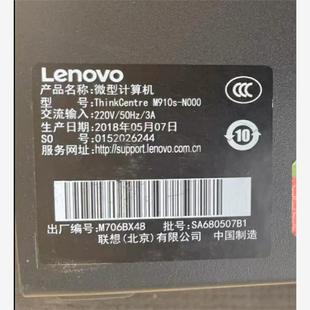 Lenovo
产品名称:微型计算机
型 号:ThinkCentre M910s-N000
交流输入:220V/50Hz/3A
生产日期:2018年05月07日
SO 号:0152026244
服务网址:http://support.lenovo.com.cn
CCC
10
出厂编号:M706BX48 批号:SA680507B1
联想(北京)有限公司 中国制造